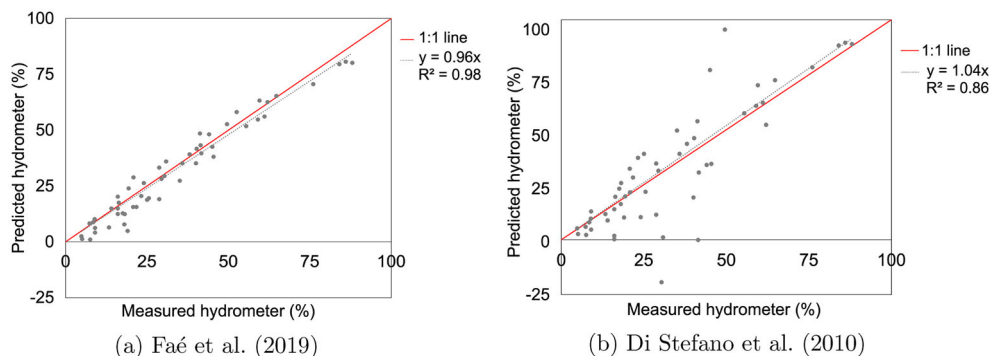 100
75
50
25
0
-25
0
25
50
75
100
Predicted hydrometer (%)
Measured hydrometer (%)
1:1 line
y = 0.96x
R² = 0.98
(a) Faé et al. (2019)
100
75
50
25
0
-25
0
25
50
75
100
Predicted hydrometer (%)
Measured hydrometer (%)
1:1 line
y = 1.04x
R² = 0.86
(b) Di Stefano et al. (2010)